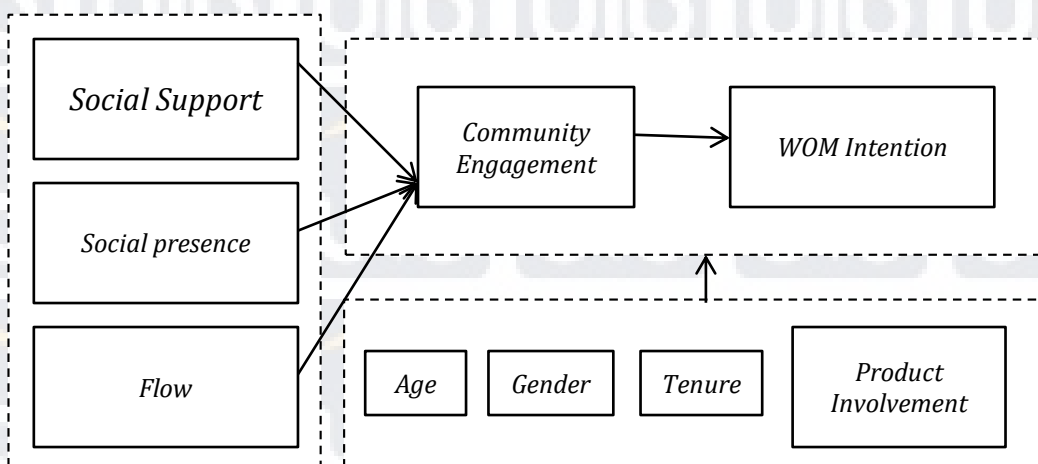 Social Support
Social presence
Flow
Community
Engagement
WOM Intention
Age
Gender
Tenure
Product
Involvement